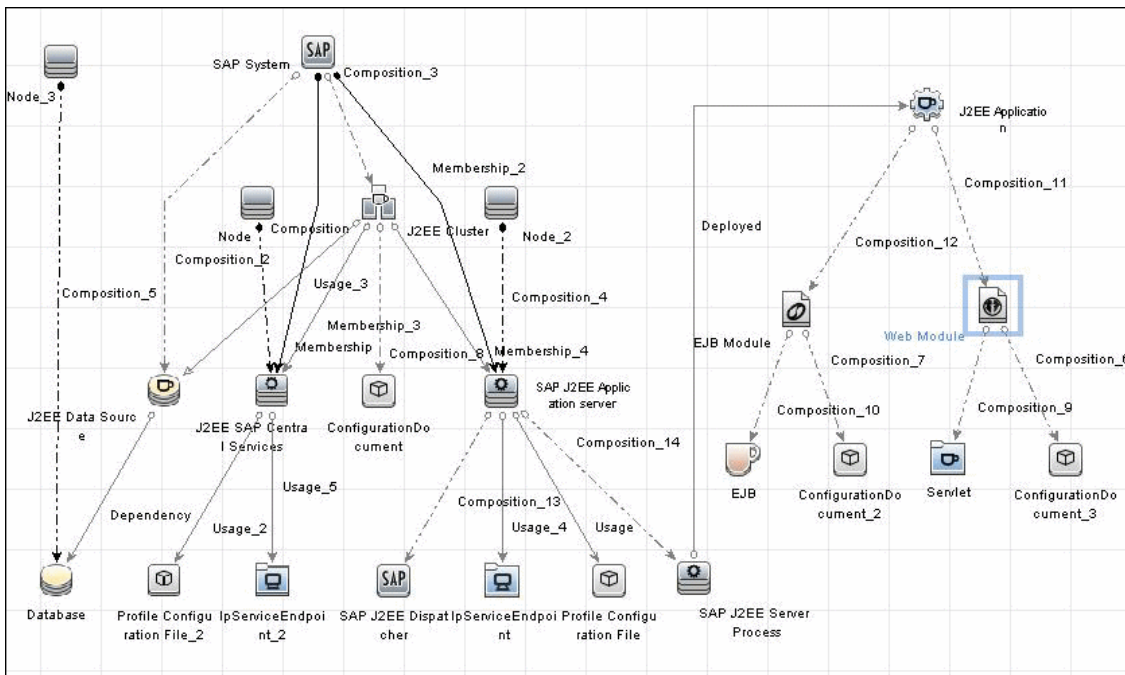 SAP
SAP System
Composition_3
Node_3
J2EE Applicatio
n
Membership_2
Composition_11
Node
Composition
J2EE Cluster
Node_2
Deployed
Composition_12
Composition_2
Usage_3
Composition_5
Composition_4
Membership_3
Membership
Composition_8
Membership_4
EJB Module
Web Module
Composition_7
Composition_6
SAP J2EE Applic
ation server
J2EE Data Sourc
e
J2EE SAP Centra
l Services
ConfigurationDo
cument
Composition_10
Composition_9
Composition_14
Usage_5
EJB
ConfigurationDo
cument_2
Servlet
ConfigurationDo
cument_3
Dependency
Usage_2
Composition_13
Usage_4
Usage
SAP
Database
Profile Configu
ration File_2
IpServiceEndpoi
nt_2
SAP J2EE Dispat
cher
IpServiceEndpoi
nt
Profile Configu
ration File
SAP J2EE Server
Process